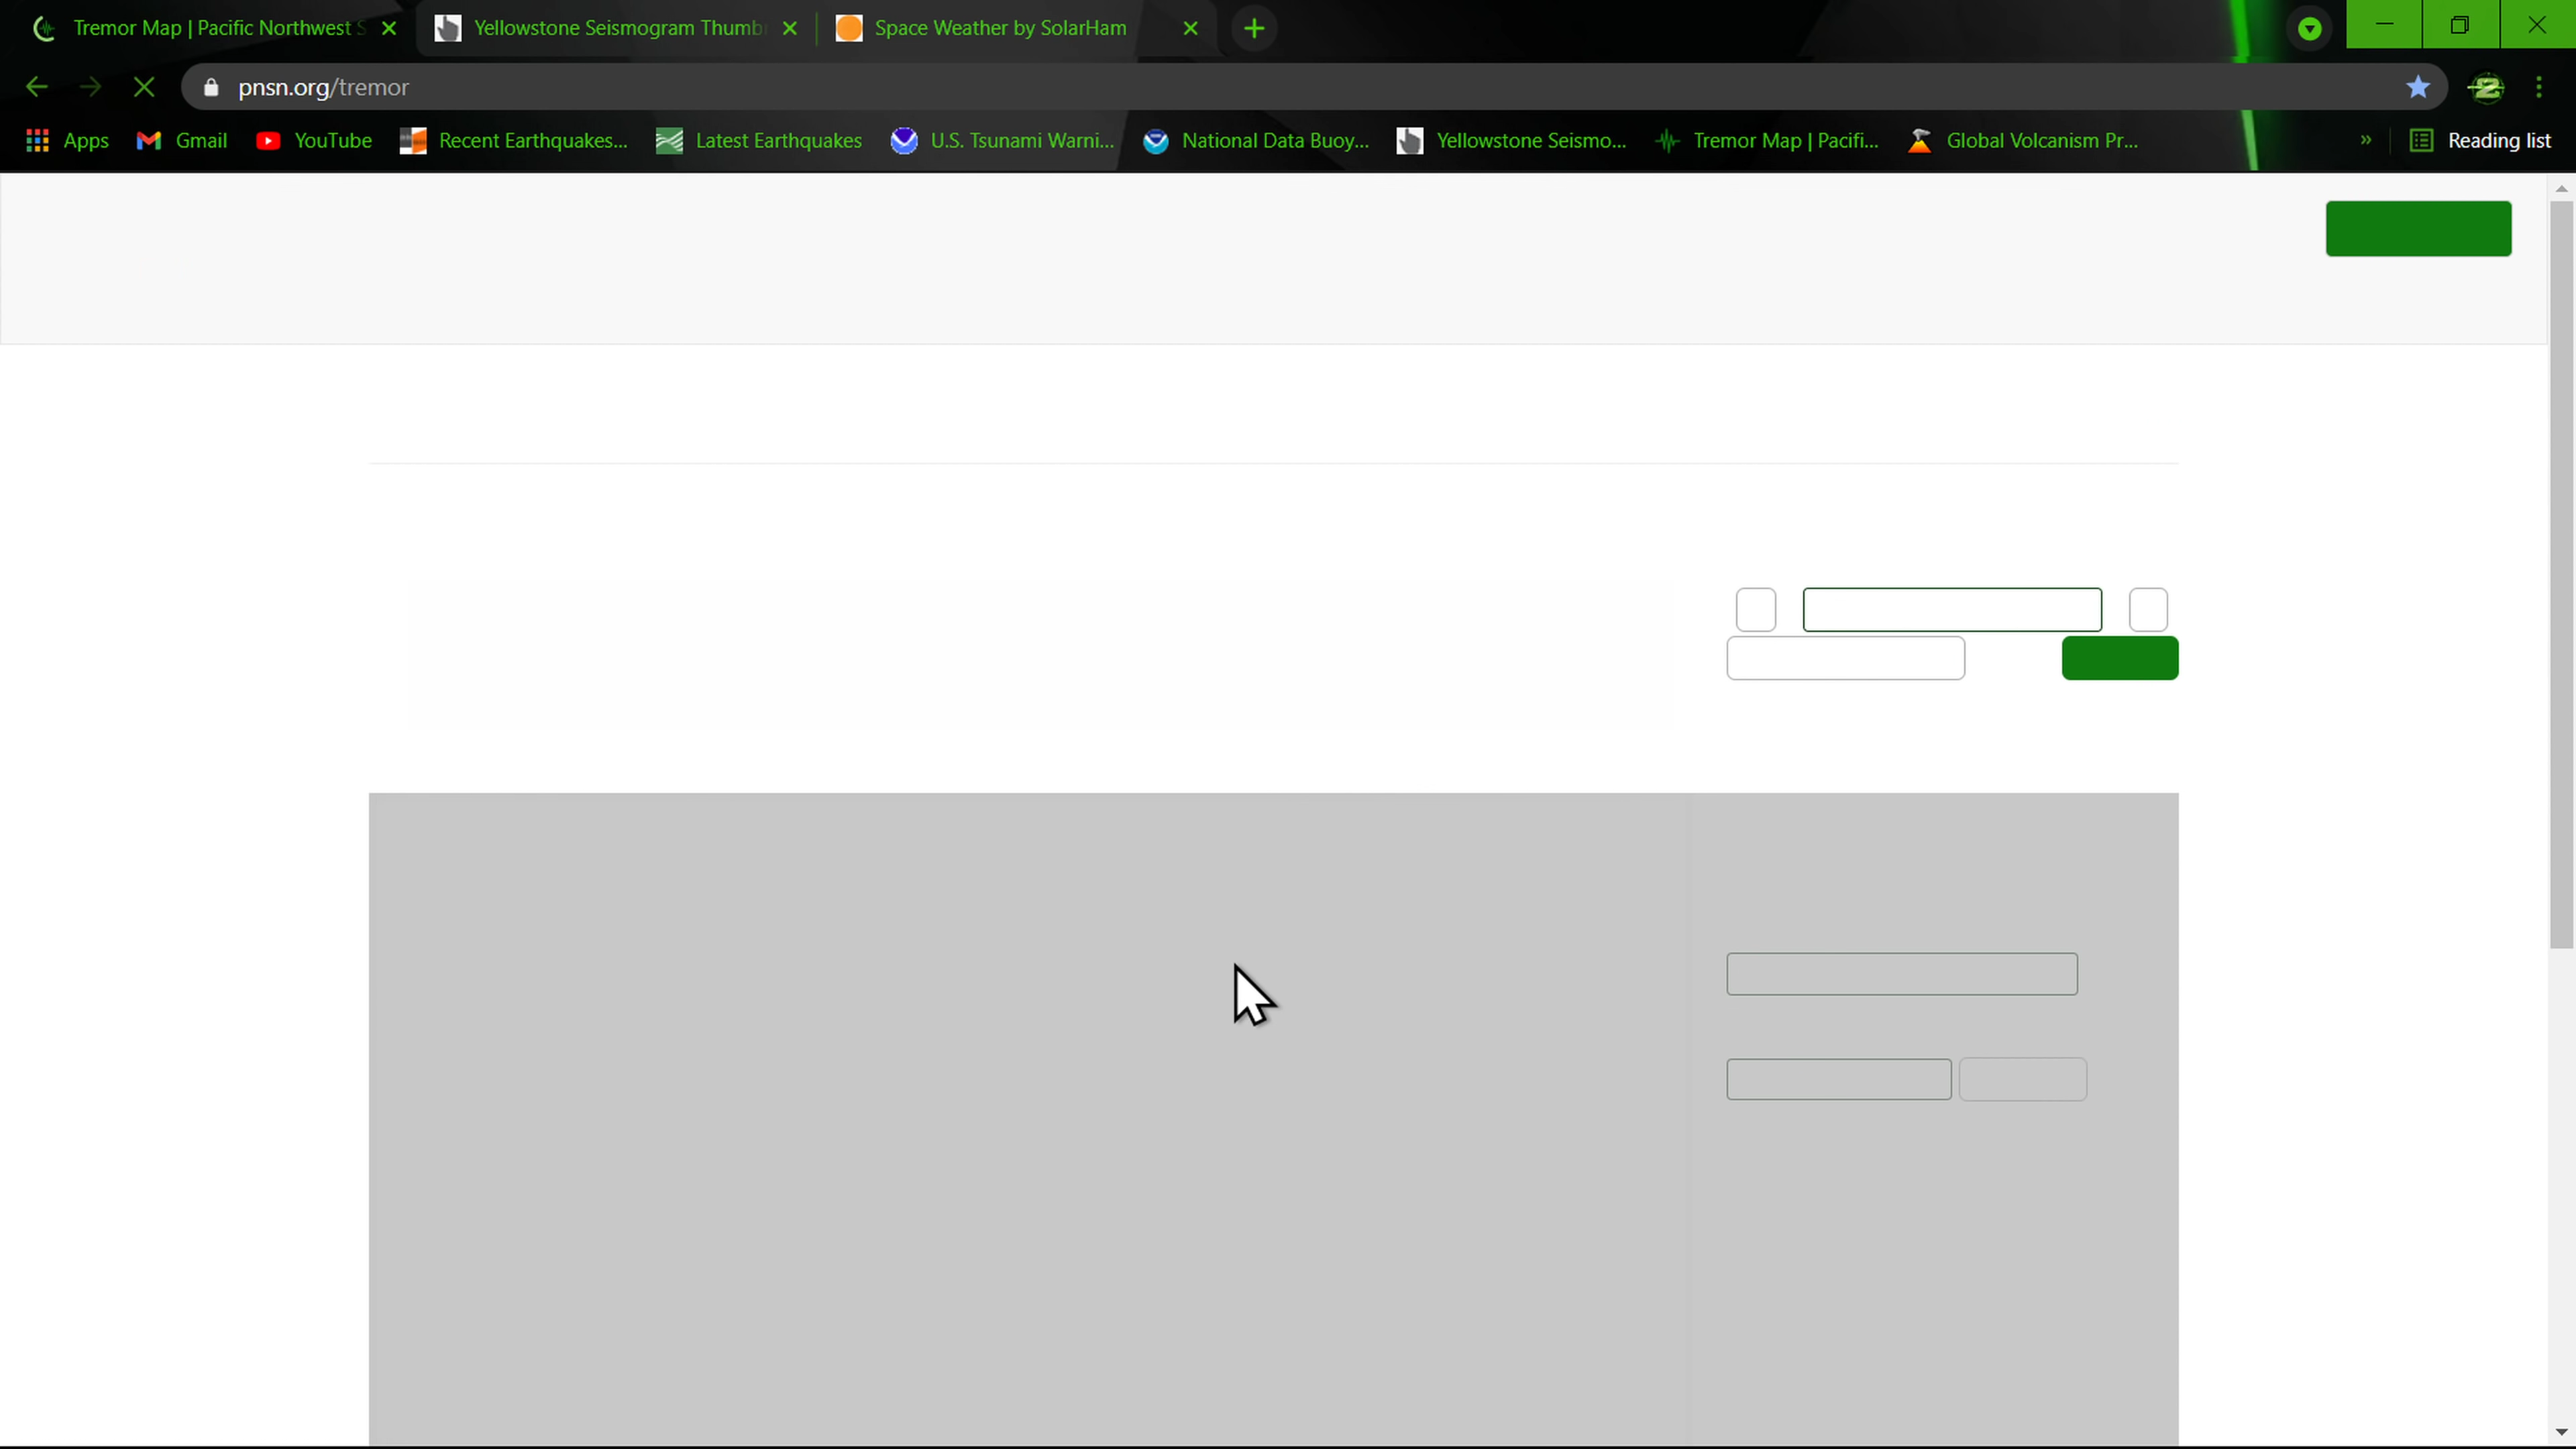 Tremor Map | Pacific Northwest S
Yellowstone Seismogram Thumb
Space Weather by SolarHam
pnsn.org/tremor
Apps
Gmail
YouTube
Recent Earthquakes...
Latest Earthquakes
U.S. Tsunami Warni...
National Data Buoy...
Yellowstone Seismo...
Tremor Map | Pacifi...
Global Volcanism Pr...
»
Reading list